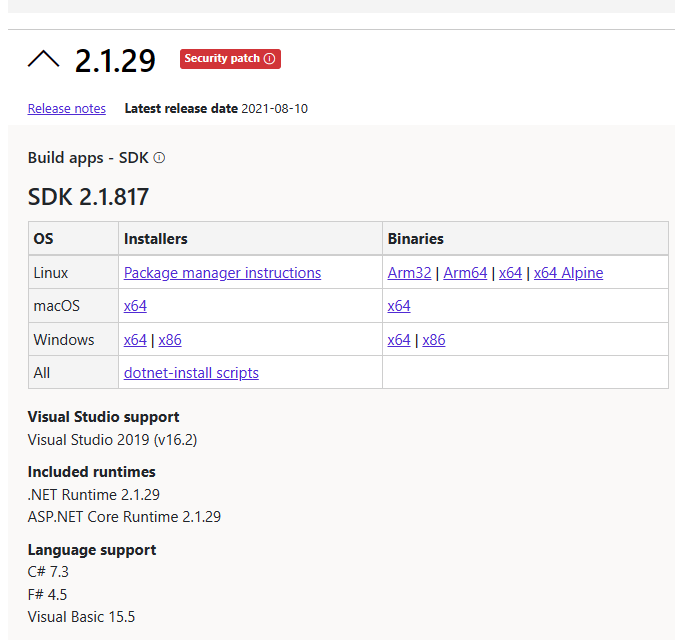 2.1.29 Security patch
Release notes Latest release date 2021-08-10
Build apps - SDK
SDK 2.1.817
OS Installers Binaries
Linux Package manager instructions Arm32 | Arm64 | x64 | x64 Alpine
macOS x64 x64
Windows x64 | x86 x64 | x86
All dotnet-install scripts
Visual Studio support
Visual Studio 2019 (v16.2)
Included runtimes
.NET Runtime 2.1.29
ASP.NET Core Runtime 2.1.29
Language support
C# 7.3
F# 4.5
Visual Basic 15.5